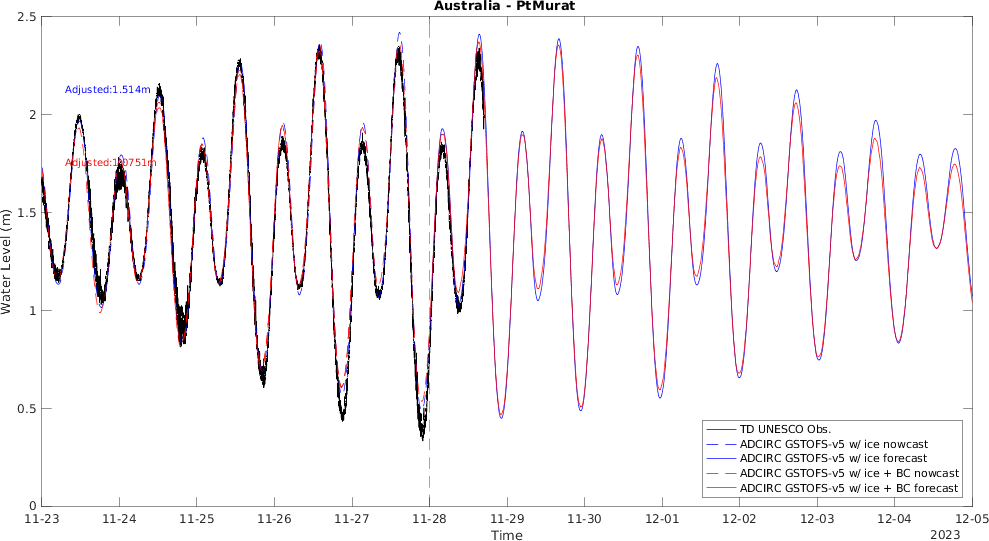 Australia - PtMurat
2.5
2
1.5
1
0.5
0
Water Level (m)
Adjusted:1.514m
Adjusted:1.0751m
TD UNESCO Obs.
ADCIRC GSTOFS-v5 w/ ice nowcast
ADCIRC GSTOFS-v5 w/ ice forecast
ADCIRC GSTOFS-v5 w/ ice + BC nowcast
ADCIRC GSTOFS-v5 w/ ice + BC forecast
11-23 11-24 11-25 11-26 11-27 11-28 11-29 11-30 12-01 12-02 12-03 12-04 12-05
Time
2023